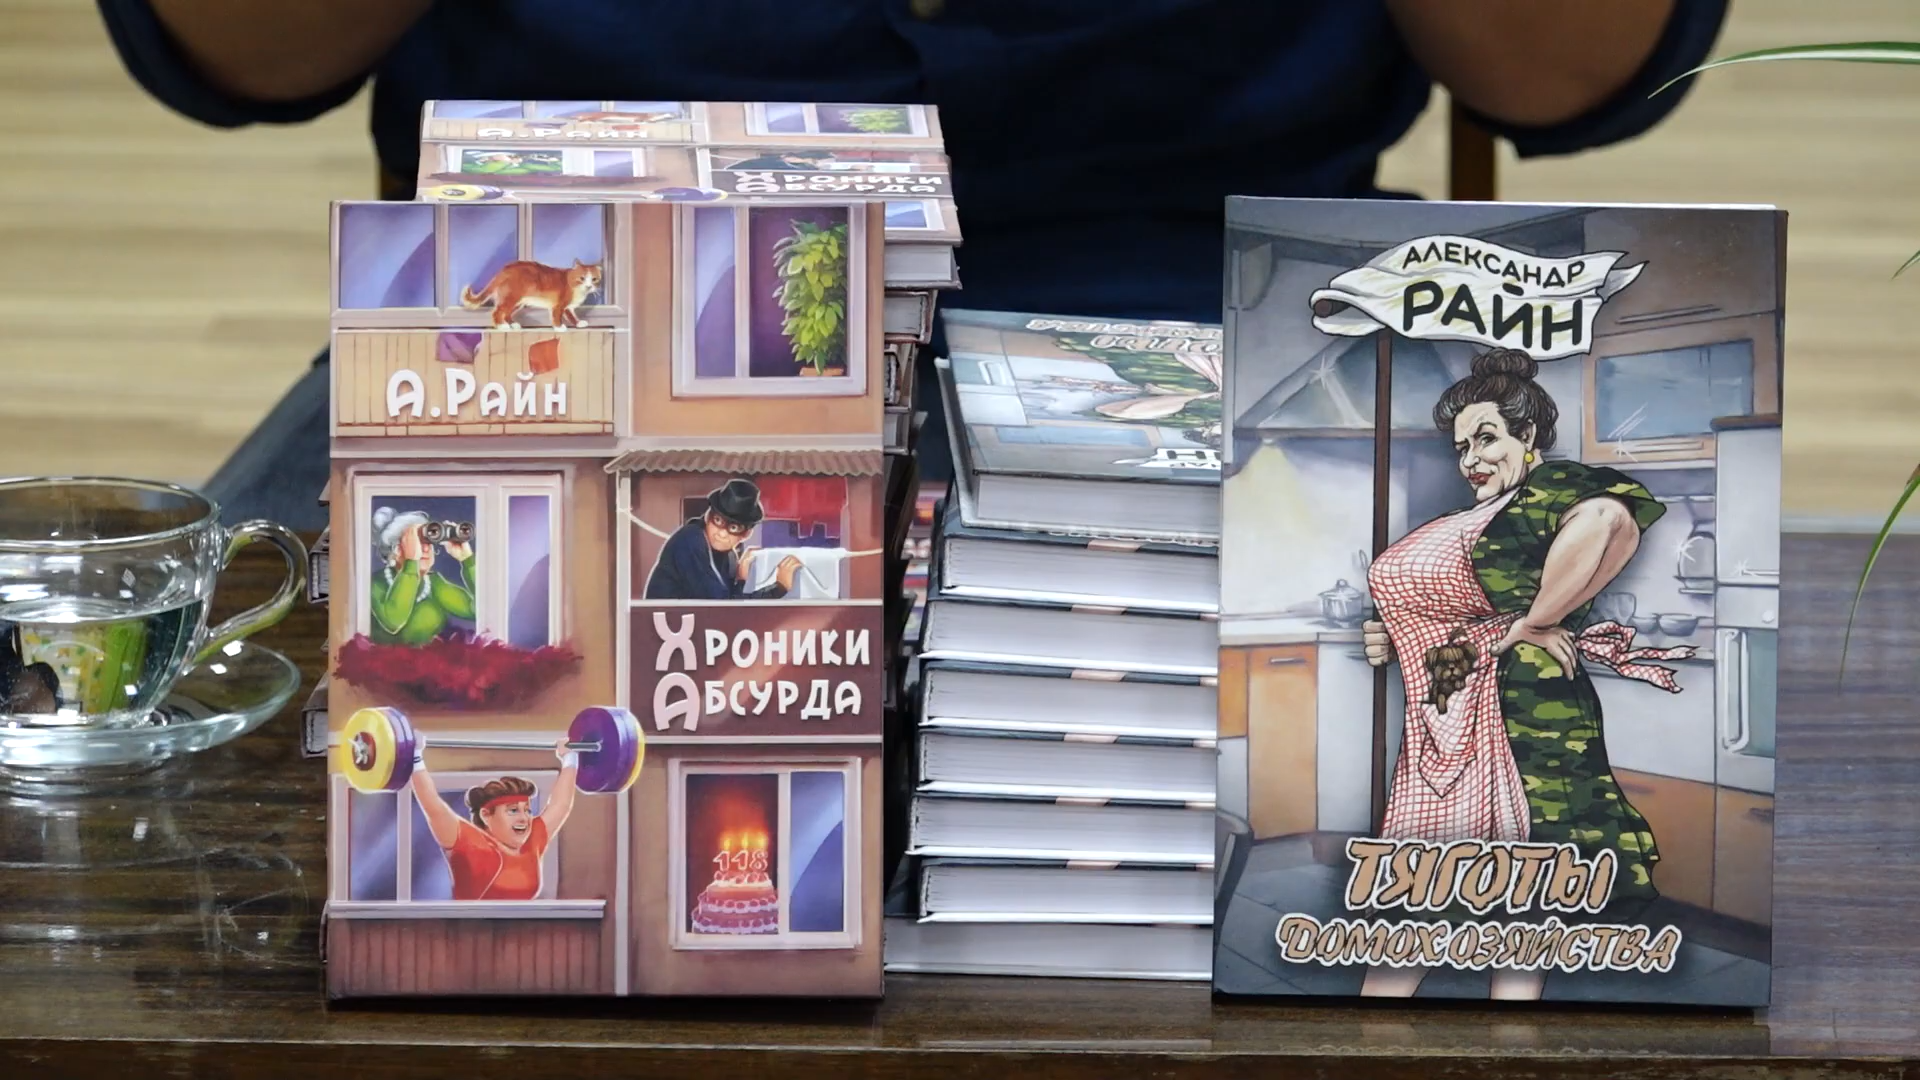 А.Райн
Хроники
Абсурда
А.Райн
Хроники
Абсурда
118
АЛЕКСАНДР
РАЙН
ТЯГОТЫ
ДОМОХОЗЯЙСТВА